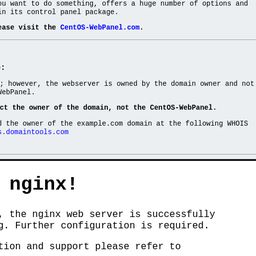 ou want to do something, offers a huge number of options and
in its control panel package.
ease visit the CentOS-WebPanel.com.
:
; however, the webserver is owned by the domain owner and not
WebPanel.
ct the owner of the domain, not the CentOS-WebPanel.
d the owner of the example.com domain at the following WHOIS
s.domaintools.com
nginx!
, the nginx web server is successfully
g. Further configuration is required.
tion and support please refer to